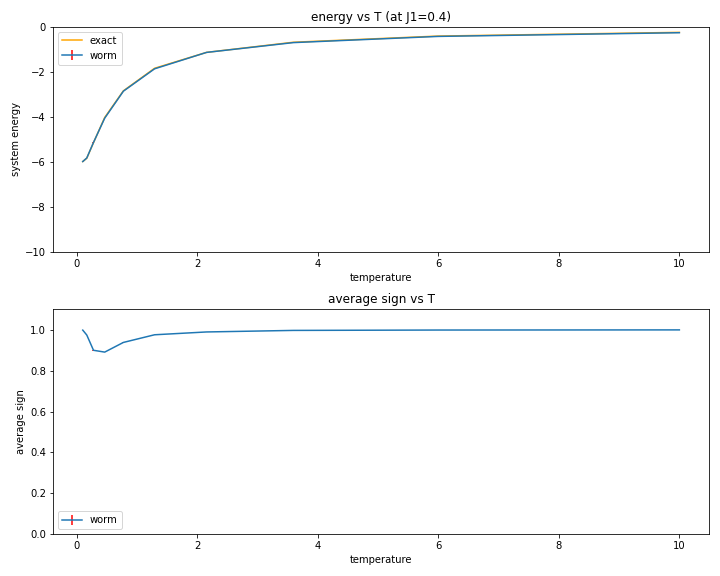 energy vs T (at J1=0.4)
exact
worm
0
−2
−4
−6
−8
−10
system energy
0
2
4
6
8
10
temperature
average sign vs T
1.0
0.8
0.6
0.4
0.2
0.0
average sign
worm
0
2
4
6
8
10
temperature